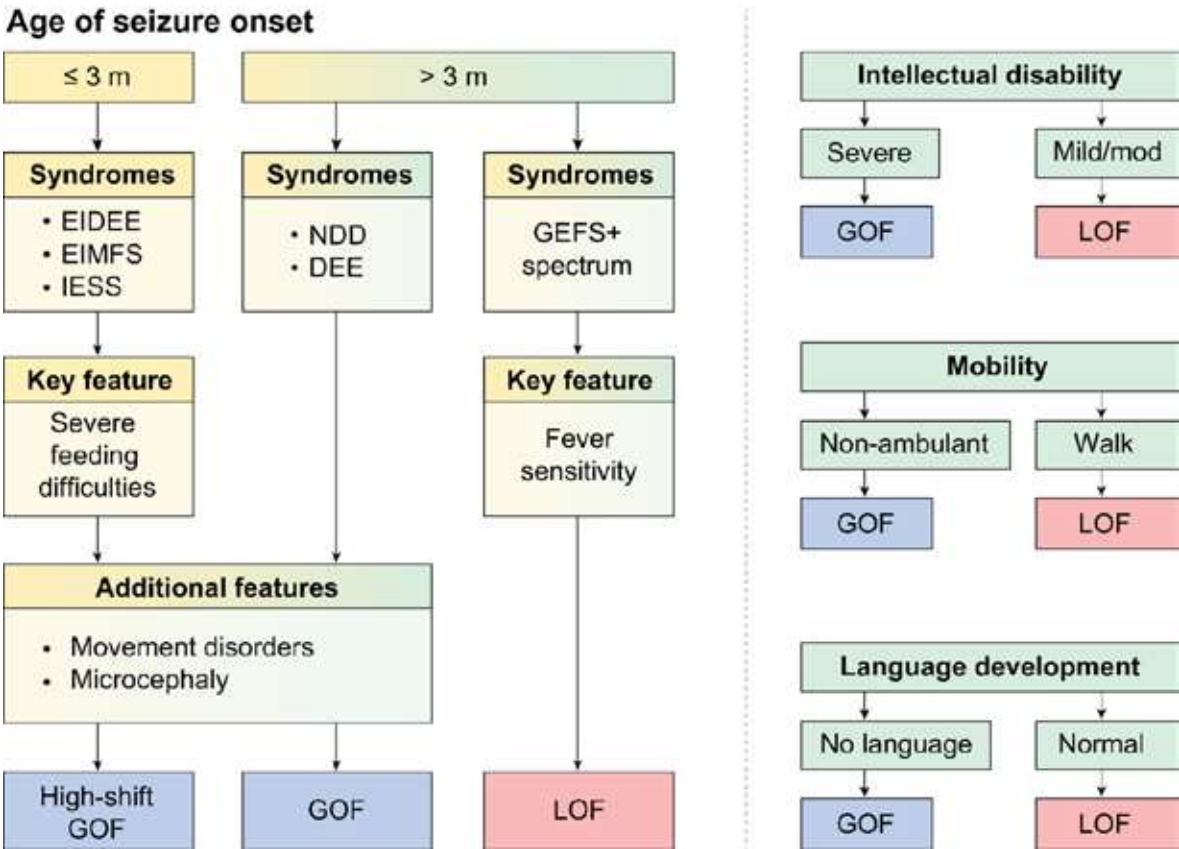 Age of seizure onset
≤ 3 m
> 3 m
Syndromes
• EIDEE
• EIMFS
• IESS
Syndromes
• NDD
• DEE
Syndromes
GEFS+
spectrum
Key feature
Severe
feeding
difficulties
Key feature
Fever
sensitivity
Additional features
• Movement disorders
• Microcephaly
High-shift
GOF
GOF
LOF
Intellectual disability
Severe
Mild/mod
GOF
LOF
Mobility
Non-ambulant
Walk
GOF
LOF
Language development
No language
Normal
GOF
LOF